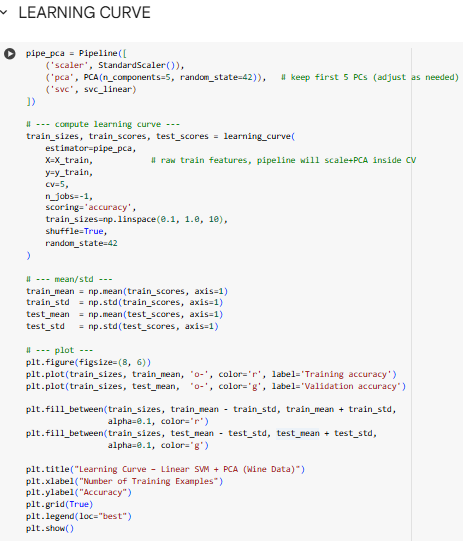 LEARNING CURVE
pipe_pca = Pipeline([
    ('scaler', StandardScaler()),
    ('pca', PCA(n_components=5, random_state=42)),   # keep first 5 PCs (adjust as needed)
    ('svc', svc_linear)
])
# --- compute learning curve ---
train_sizes, train_scores, test_scores = learning_curve(
    estimator=pipe_pca,
    X=X_train,            # raw train features, pipeline will scale+PCA inside CV
    y=y_train,
    cv=5,
    n_jobs=-1,
    scoring='accuracy',
    train_sizes=np.linspace(0.1, 1.0, 10),
    shuffle=True,
    random_state=42
)
# --- mean/std ---
train_mean = np.mean(train_scores, axis=1)
train_std  = np.std(train_scores, axis=1)
test_mean  = np.mean(test_scores, axis=1)
test_std   = np.std(test_scores, axis=1)
# --- plot ---
plt.figure(figsize=(8, 6))
plt.plot(train_sizes, train_mean, 'o-', color='r', label='Training accuracy')
plt.plot(train_sizes, test_mean,  'o-', color='g', label='Validation accuracy')
plt.fill_between(train_sizes, train_mean - train_std, train_mean + train_std,
                 alpha=0.1, color='r')
plt.fill_between(train_sizes, test_mean - test_std, test_mean + test_std,
                 alpha=0.1, color='g')
plt.title("Learning Curve – Linear SVM + PCA (Wine Data)")
plt.xlabel("Number of Training Examples")
plt.ylabel("Accuracy")
plt.grid(True)
plt.legend(loc="best")
plt.show()